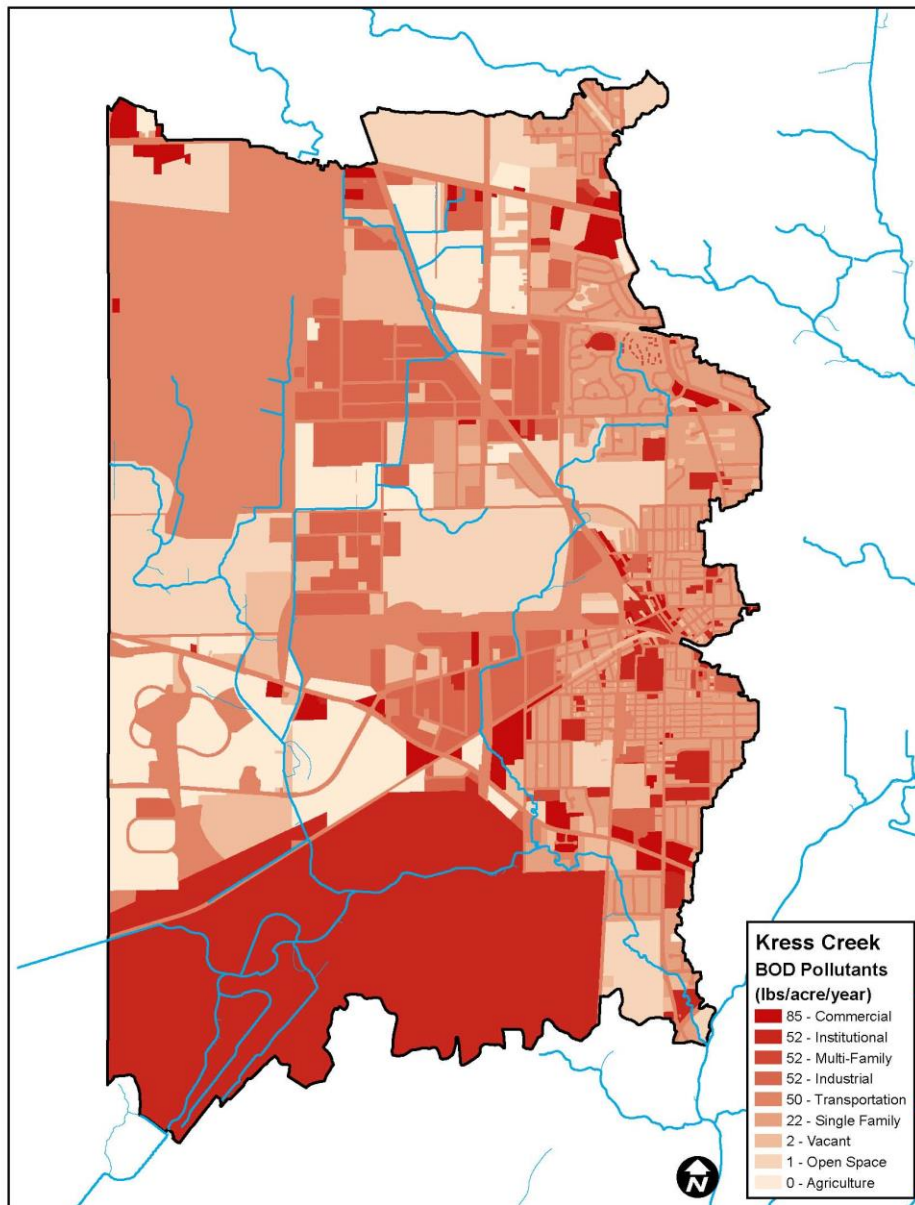 Kress Creek
BOD Pollutants
(lbs/acre/year)
85 - Commercial
52 - Institutional
52 - Multi-Family
52 - Industrial
50 - Transportation
22 - Single Family
2 - Vacant
1 - Open Space
0 - Agriculture
N